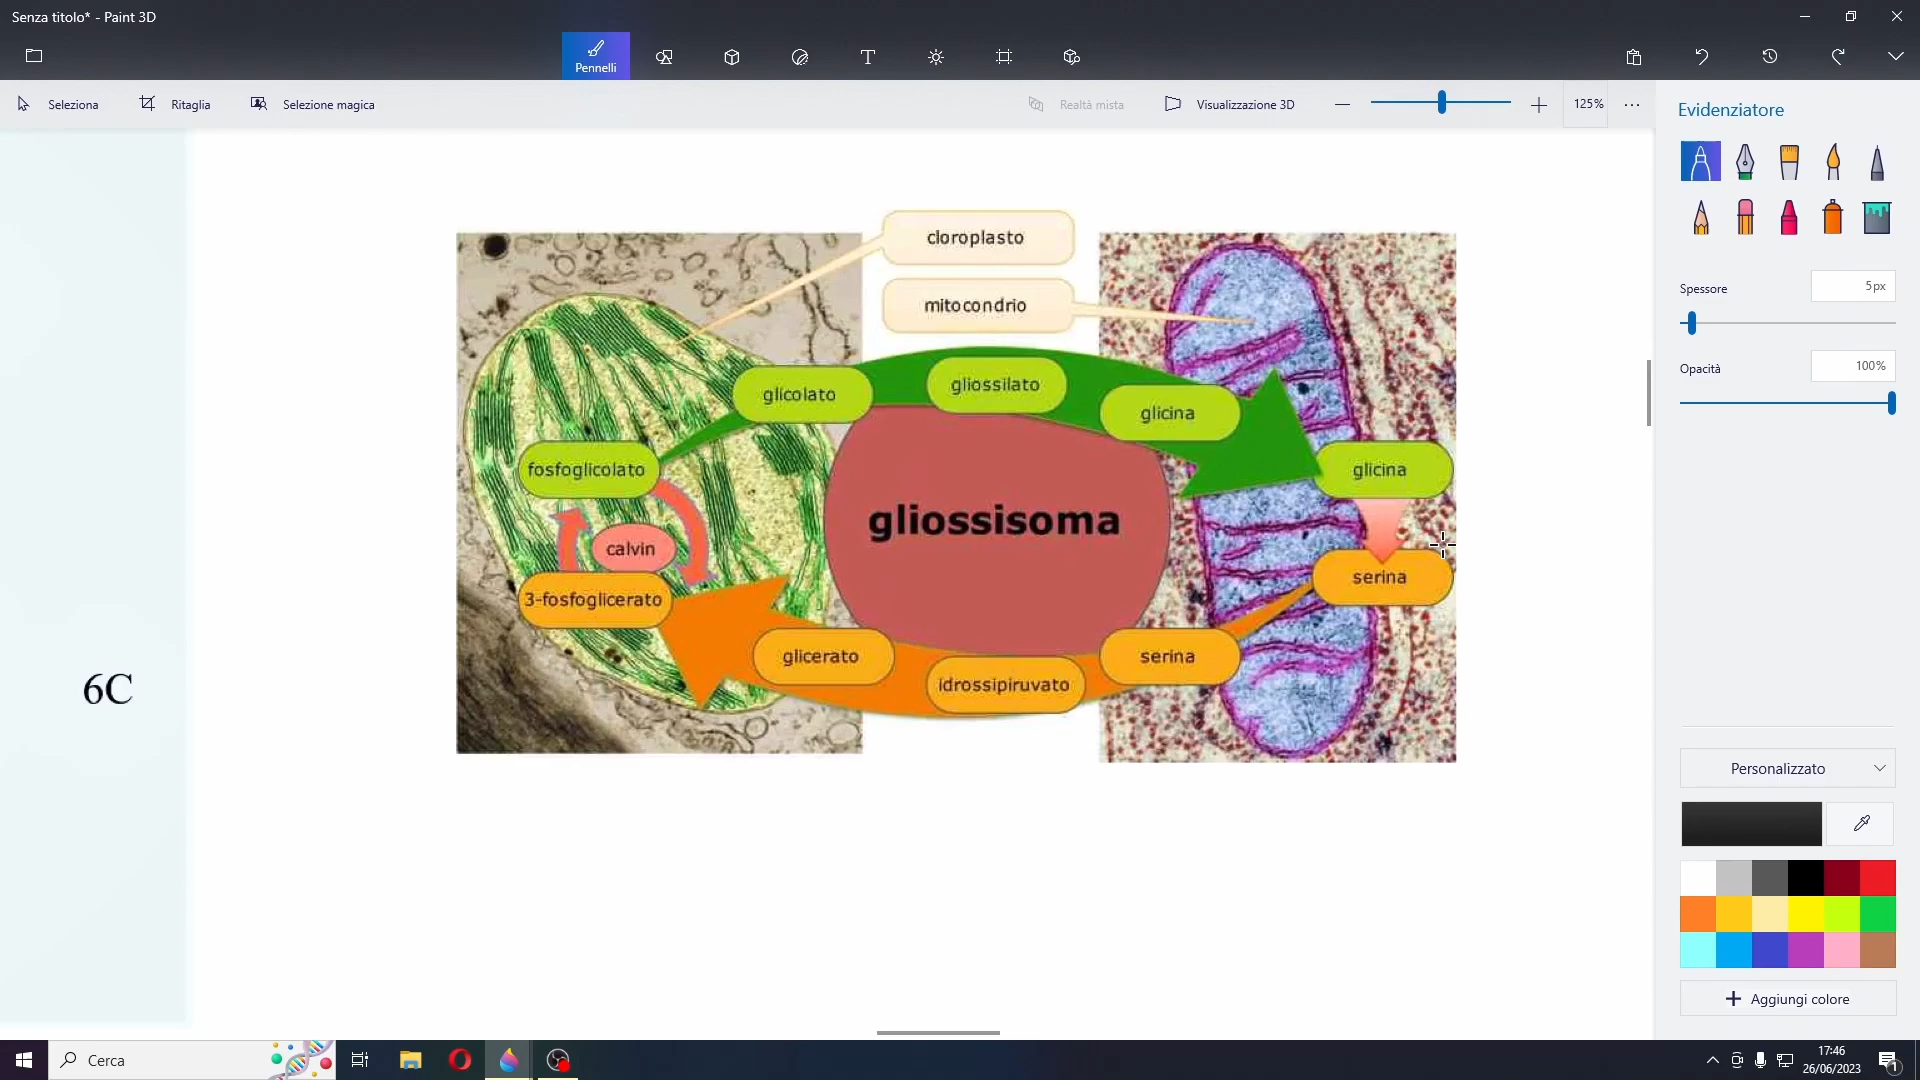 Senza titolo* - Paint 3D
Pennelli
Seleziona
Ritaglia
Selezione magica
Realtà mista
Visualizzazione 3D
125%
Evidenziatore
Spessore
5px
Opacità
100%
cloroplasto
mitocondrio
glicolato
gliossilato
glicina
fosfoglicolato
glicina
gliossisoma
calvin
3-fosfoglicerato
serina
glicerato
idrossipiruvato
serina
6C
Personalizzato
Aggiungi colore
Cerca
17:46
26/06/2023
1